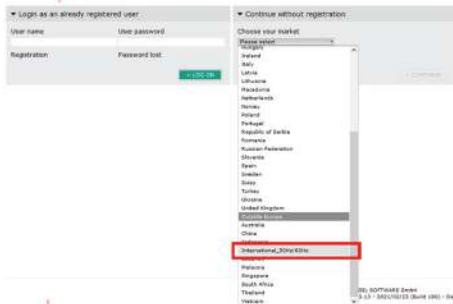 Login as an already registered user
User name User password
Registration Password lost
LOG ON
Continue without registration
Choose your market
Please select
Hungary
Ireland
Italy
Latvia
Lithuania
Macedonia
Netherlands
Norway
Poland
Portugal
Republic of Serbia
Romania
Russian Federation
Slovenia
Spain
Sweden
Swiss
Turkey
Ukraine
United Kingdom
Outside Europe
Australia
China
International_50Hz/60Hz
Malaysia
Singapore
South Africa
Thailand
Vietnam
CONTINUE
SOFTWARE GmbH